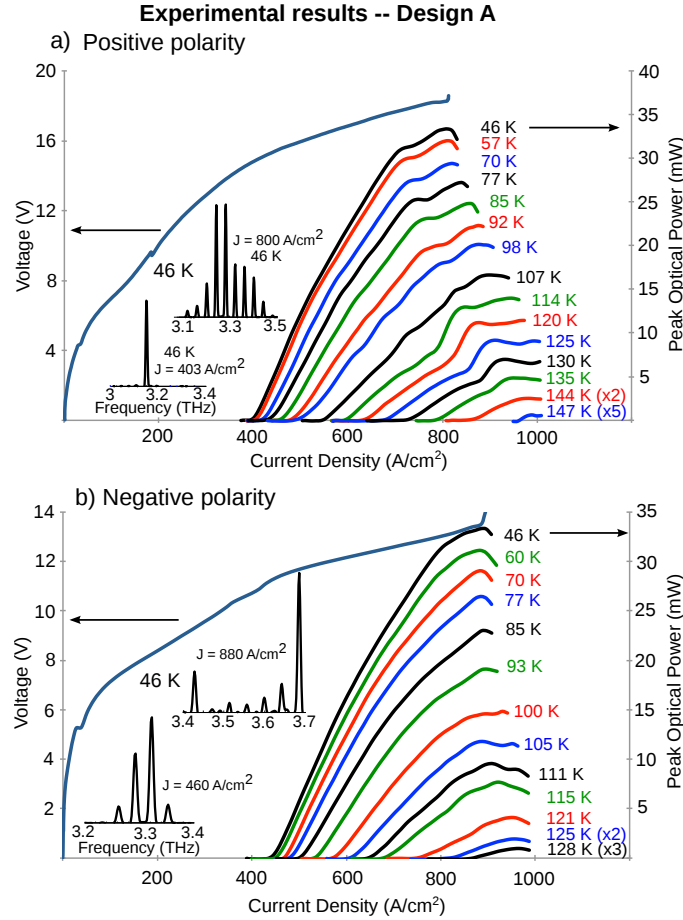 Experimental results -- Design A
a) Positive polarity
20
16
12
8
4
Voltage (V)
40
35
30
25
20
15
10
5
Peak Optical Power (mW)
46 K
57 K
70 K
77 K
85 K
92 K
98 K
107 K
114 K
120 K
125 K
130 K
135 K
144 K (x2)
147 K (x5)
46 K
J = 800 A/cm²
46 K
3.1 3.3 3.5
46 K
J = 403 A/cm²
3 3.2 3.4
Frequency (THz)
200 400 600 800 1000
Current Density (A/cm²)
b) Negative polarity
14
12
10
8
6
4
2
Voltage (V)
35
30
25
20
15
10
5
Peak Optical Power (mW)
46 K
60 K
70 K
77 K
85 K
93 K
100 K
105 K
111 K
115 K
121 K
125 K (x2)
128 K (x3)
J = 880 A/cm²
46 K
3.4 3.5 3.6 3.7
J = 460 A/cm²
3.2 3.3 3.4
Frequency (THz)
200 400 600 800 1000
Current Density (A/cm²)